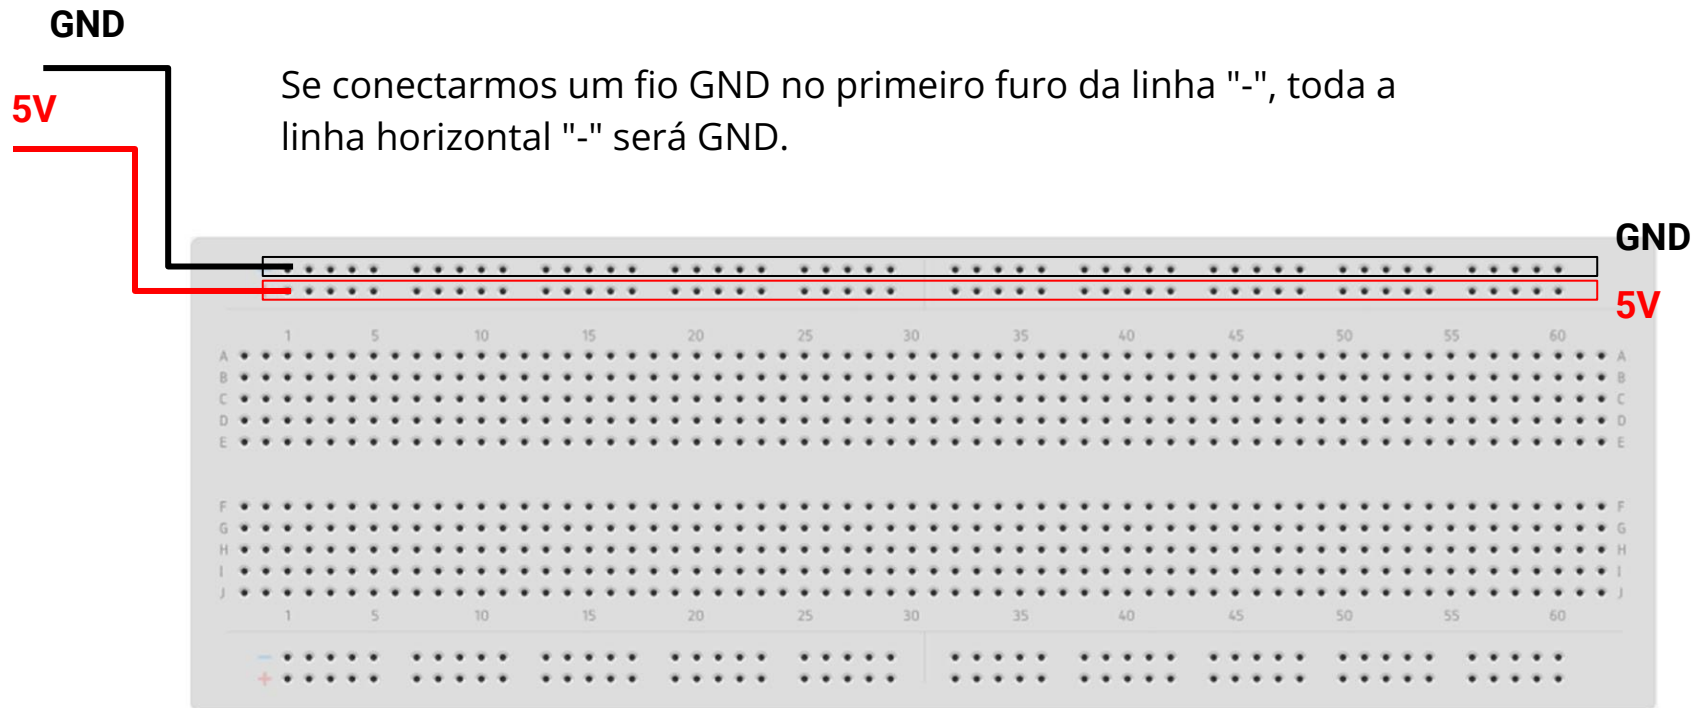 GND
5V
Se conectarmos um fio GND no primeiro furo da linha "-", toda a
linha horizontal "-" será GND.
GND
5V
1 5 10 15 20 25 30 35 40 45 50 55 60
A A
B B
C C
D D
E E
F F
G G
H H
I I
J J
1 5 10 15 20 25 30 35 40 45 50 55 60
−
+